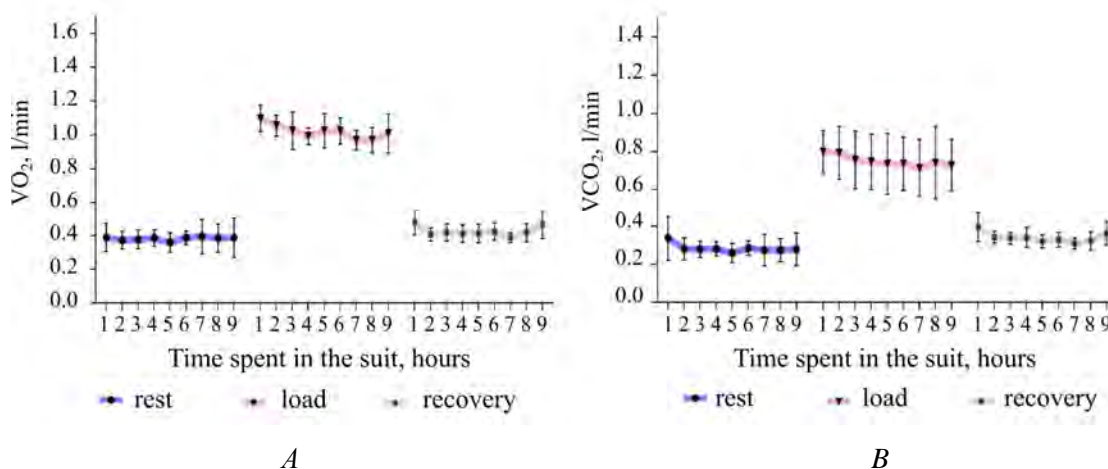 1.6
1.4
1.2
1.0
0.8
0.6
0.4
0.2
0.0
VO₂, l/min
1 2 3 4 5 6 7 8 9 1 2 3 4 5 6 7 8 9 1 2 3 4 5 6 7 8 9
Time spent in the suit, hours
rest load recovery
A
1.4
1.2
1.0
0.8
0.6
0.4
0.2
0.0
VCO₂, l/min
1 2 3 4 5 6 7 8 9 1 2 3 4 5 6 7 8 9 1 2 3 4 5 6 7 8 9
Time spent in the suit, hours
rest load recovery
B